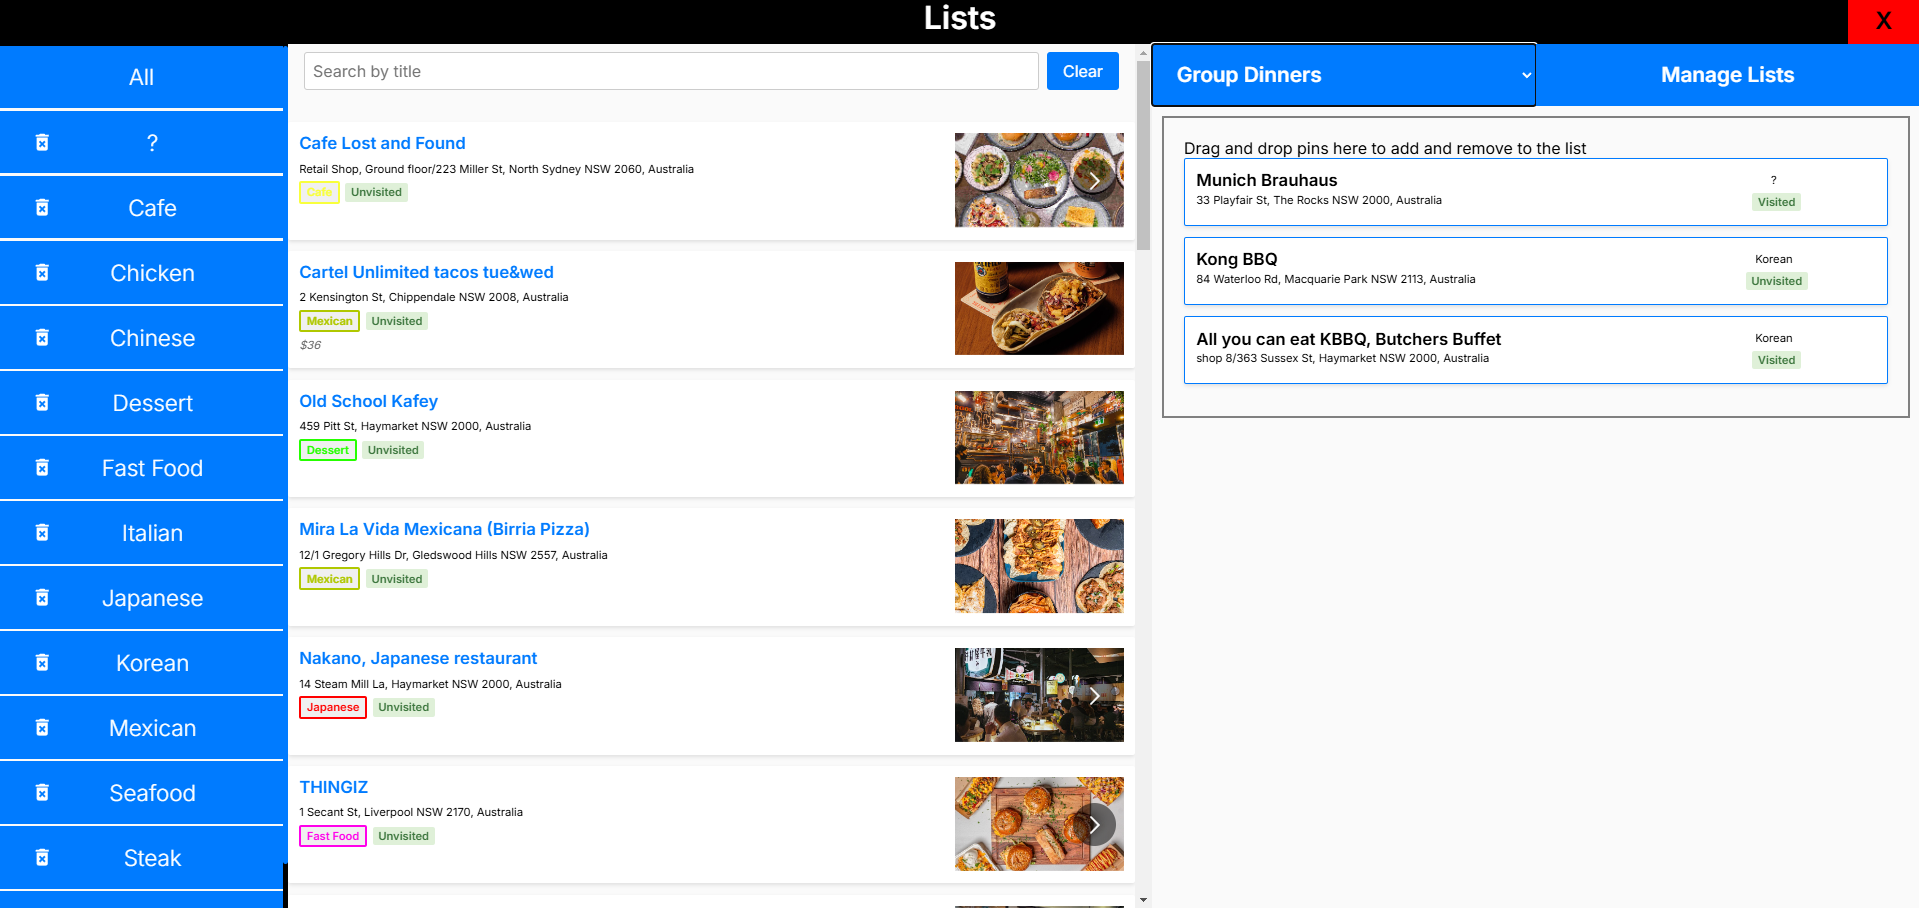 Lists
X
All
?
Cafe
Chicken
Chinese
Dessert
Fast Food
Italian
Japanese
Korean
Mexican
Seafood
Steak
Search by title
Clear
Cafe Lost and Found
Retail Shop, Ground floor/223 Miller St, North Sydney NSW 2060, Australia
Cafe Unvisited
Cartel Unlimited tacos tue&wed
2 Kensington St, Chippendale NSW 2008, Australia
Mexican Unvisited
$36
Old School Kafey
459 Pitt St, Haymarket NSW 2000, Australia
Dessert Unvisited
Mira La Vida Mexicana (Birria Pizza)
12/1 Gregory Hills Dr, Gledswood Hills NSW 2557, Australia
Mexican Unvisited
Nakano, Japanese restaurant
14 Steam Mill La, Haymarket NSW 2000, Australia
Japanese Unvisited
THINGIZ
1 Secant St, Liverpool NSW 2170, Australia
Fast Food Unvisited
Group Dinners
Manage Lists
Drag and drop pins here to add and remove to the list
Munich Brauhaus
33 Playfair St, The Rocks NSW 2000, Australia
?
Visited
Kong BBQ
84 Waterloo Rd, Macquarie Park NSW 2113, Australia
Korean
Unvisited
All you can eat KBBQ, Butchers Buffet
shop 8/363 Sussex St, Haymarket NSW 2000, Australia
Korean
Visited